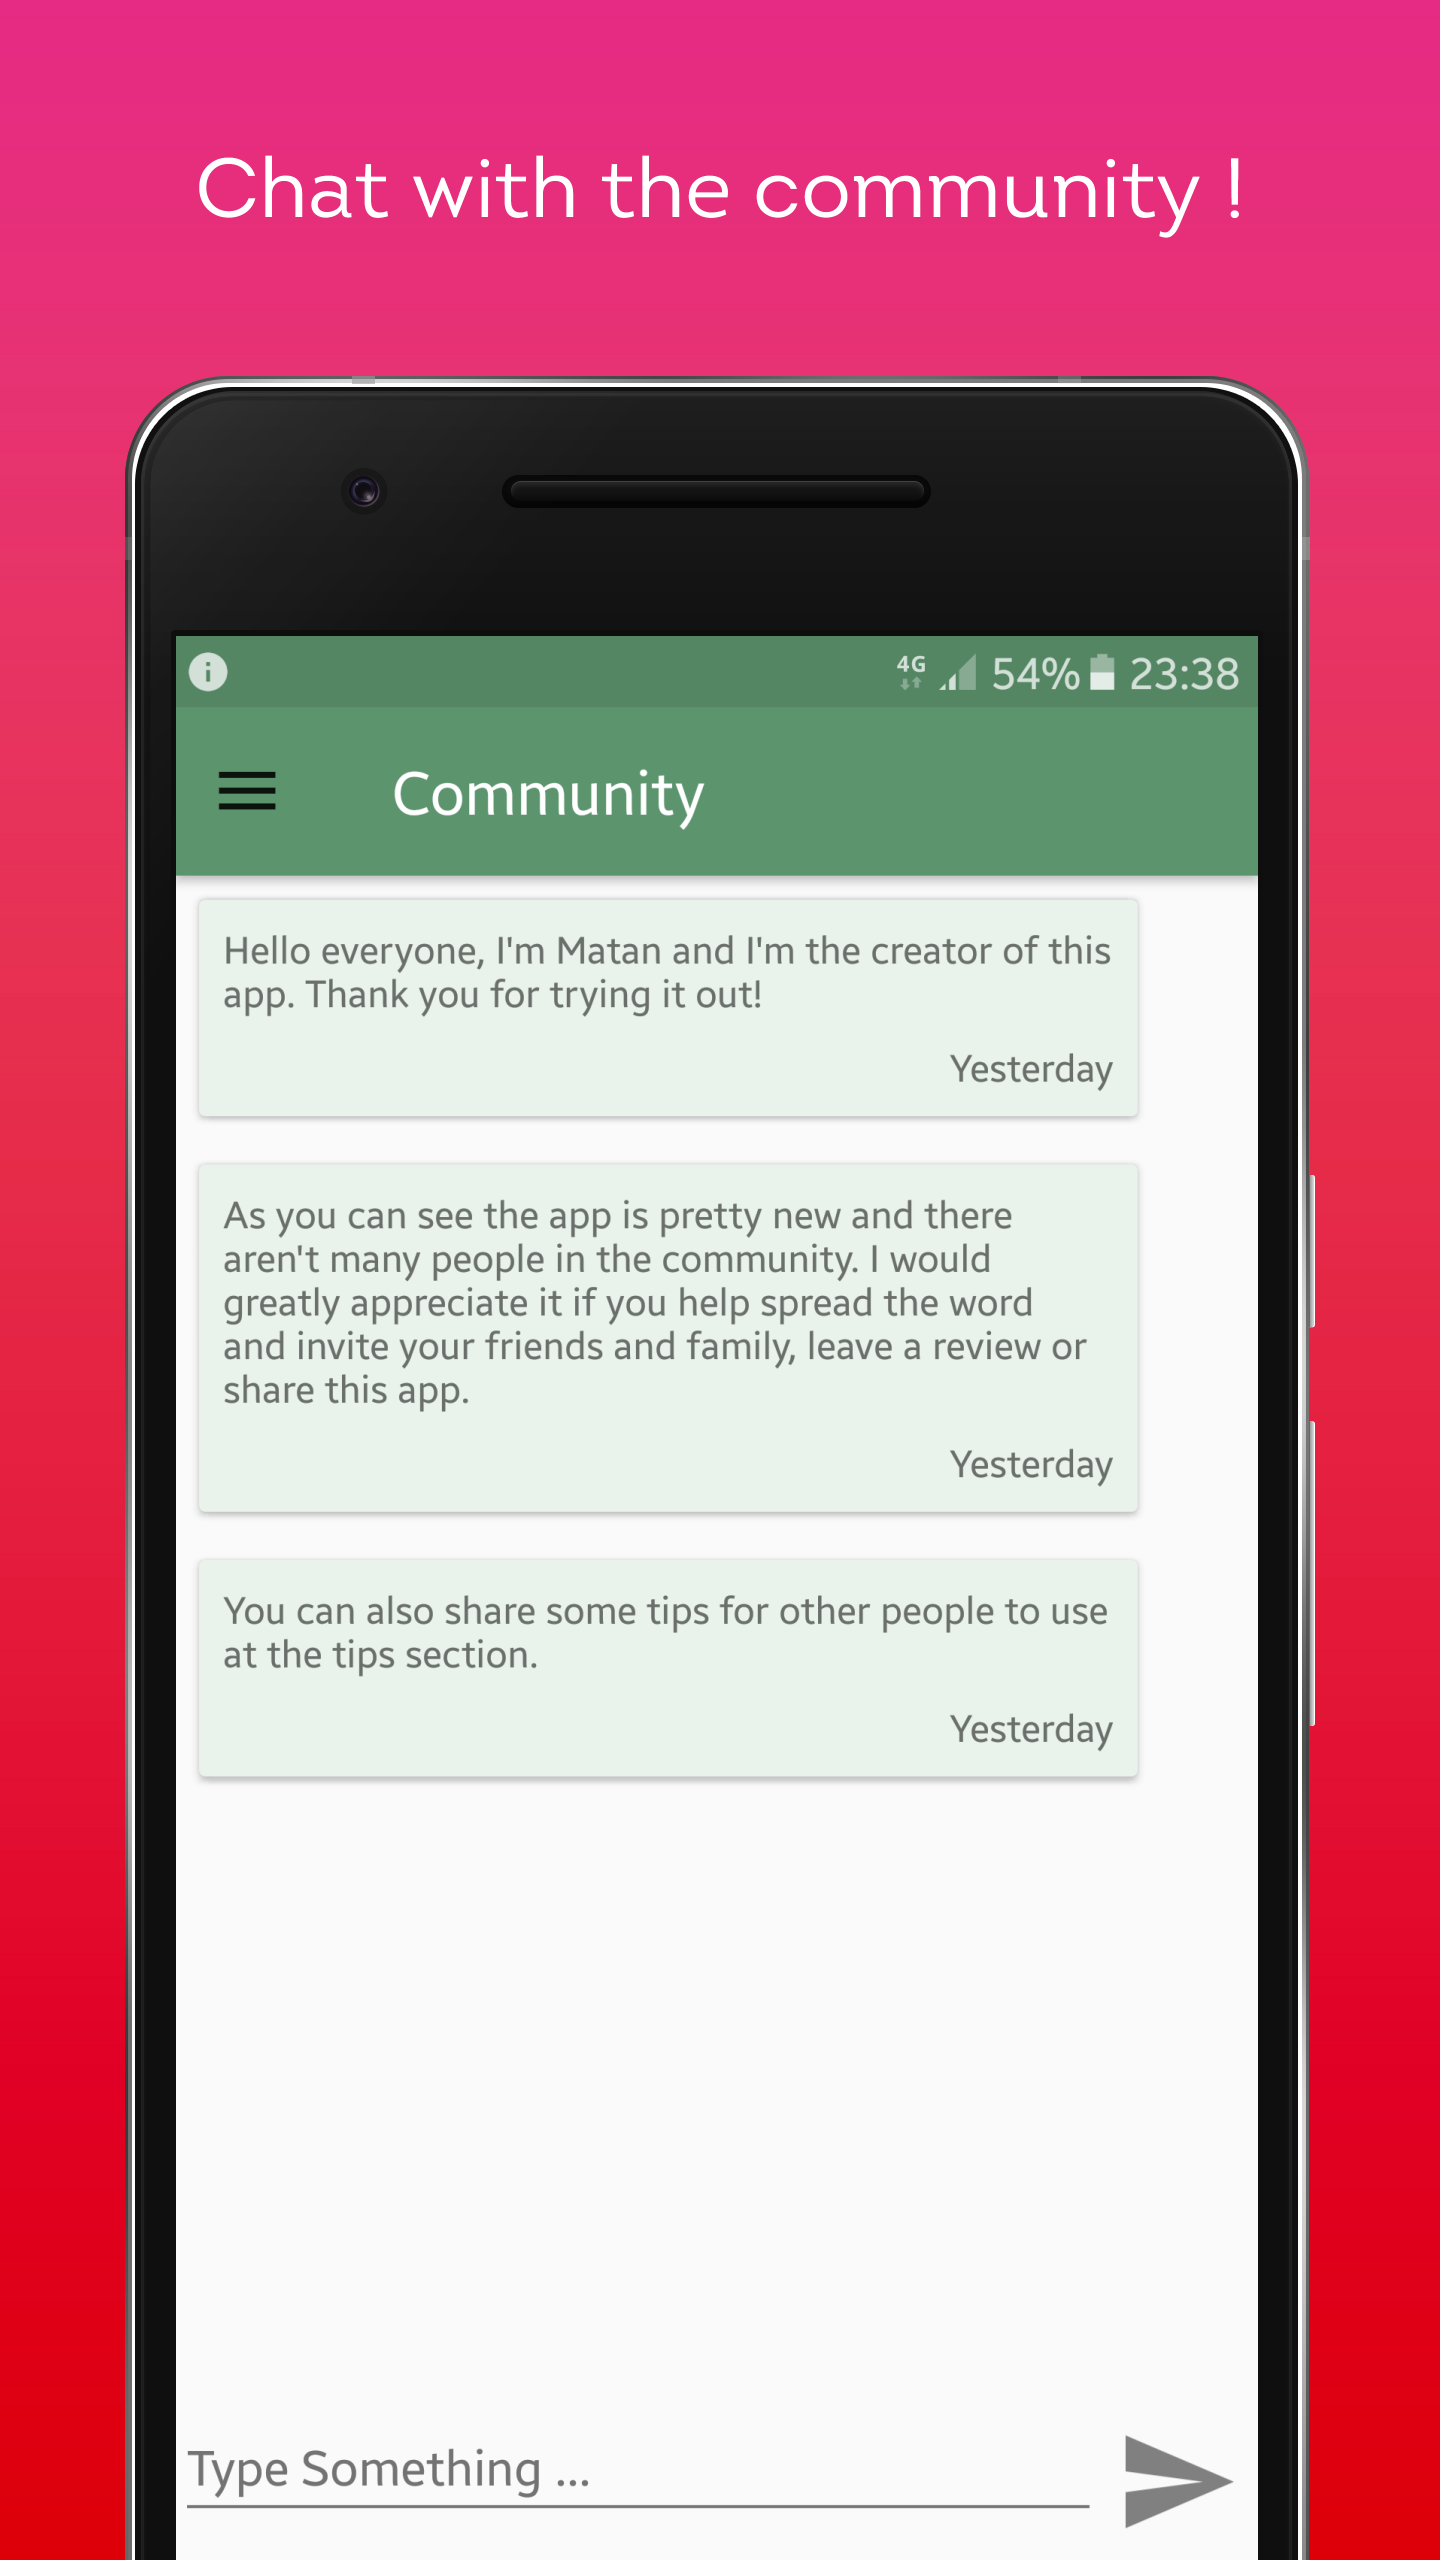 Chat with the community !
4G 54% 23:38
Community
Hello everyone, I'm Matan and I'm the creator of this
app. Thank you for trying it out!
Yesterday
As you can see the app is pretty new and there
aren't many people in the community. I would
greatly appreciate it if you help spread the word
and invite your friends and family, leave a review or
share this app.
Yesterday
You can also share some tips for other people to use
at the tips section.
Yesterday
Type Something ...